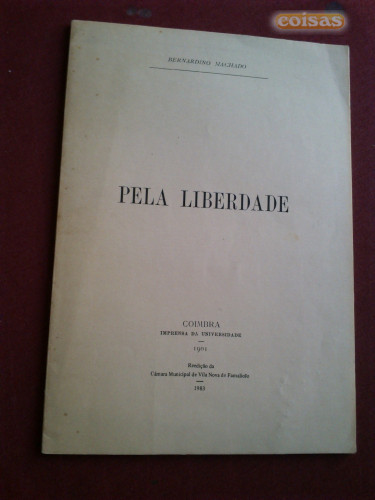 coisas
BERNARDINO MACHADO
PELA LIBERDADE
COIMBRA
IMPRENSA DA UNIVERSIDADE
1901
Reedição da
Câmara Municipal de Vila Nova de Famalicão
1983